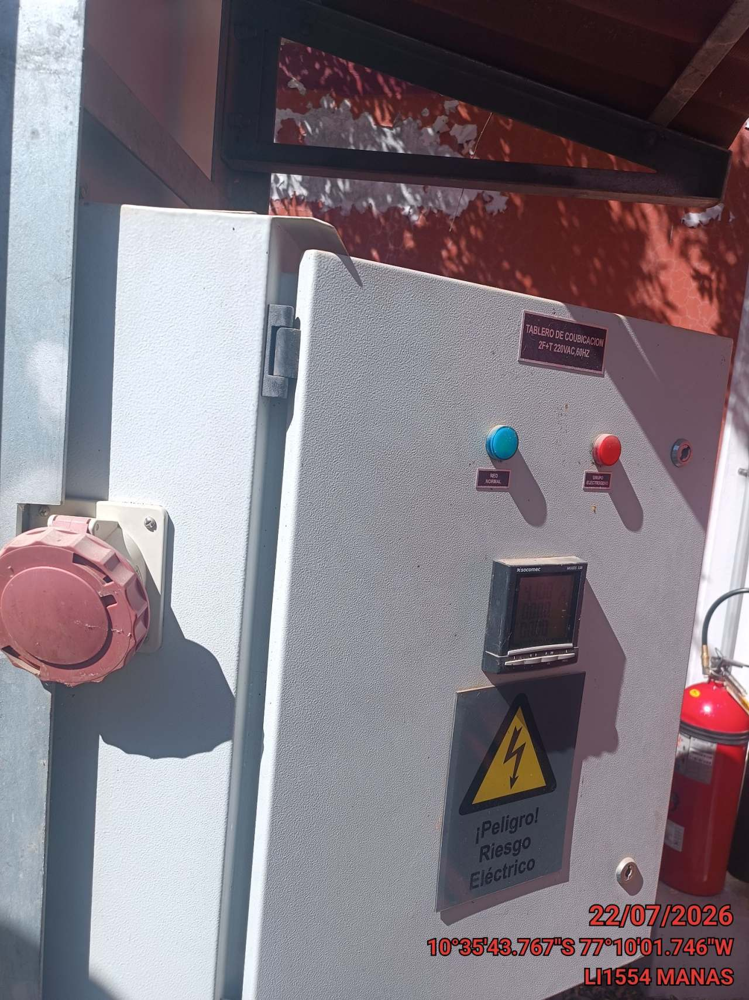 TABLERO DE COUBICACION
2F+T 220VAC,60HZ
RED
NORMAL
GRUPO
ELECTROGENO
socomec
¡Peligro!
Riesgo
Eléctrico
22/07/2026
10°35'43.767"S 77°10'01.746"W
LI1554 MANAS